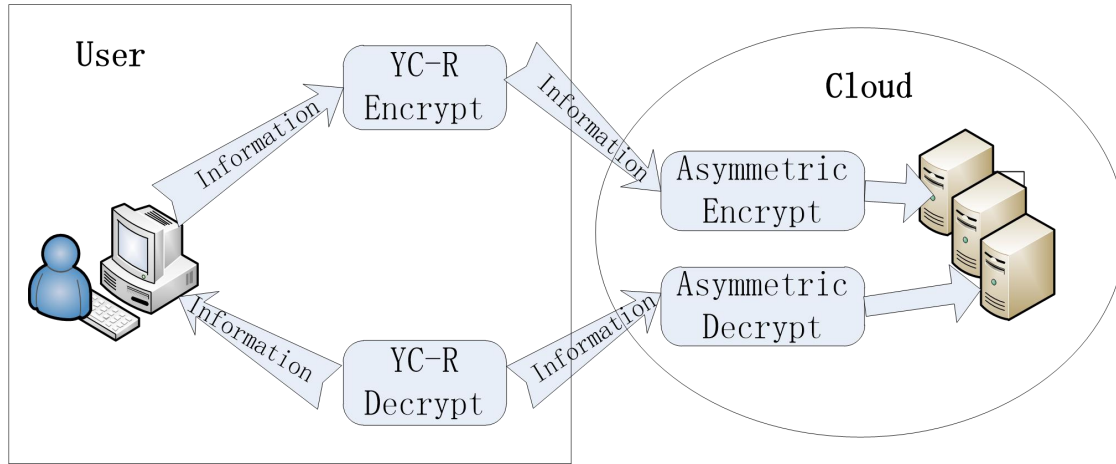 User
YC-R
Encrypt
Information
Information
Cloud
Asymmetric
Encrypt
Asymmetric
Decrypt
Information
YC-R
Decrypt
Information